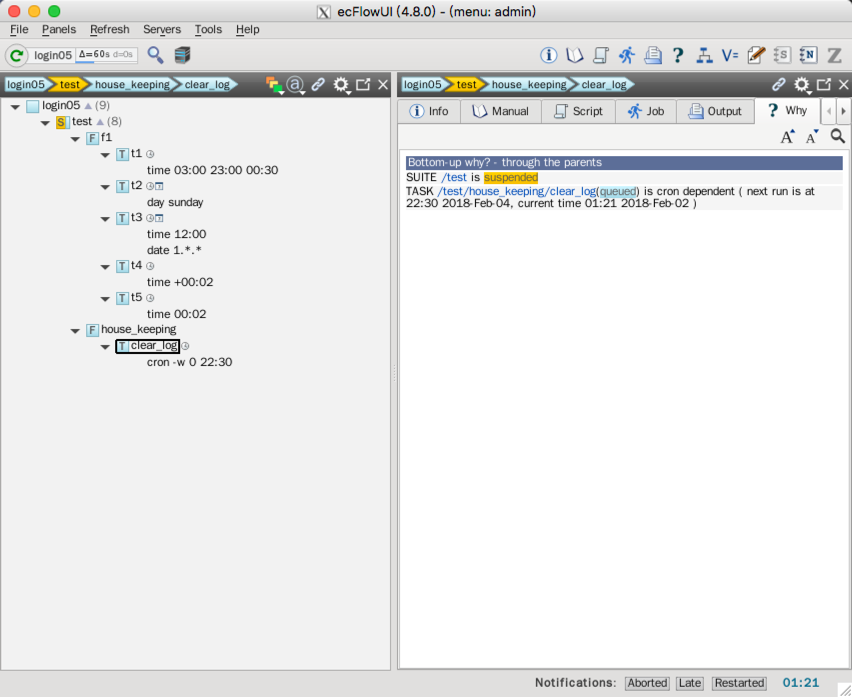 ecFlowUI (4.8.0) - (menu: admin)
File Panels Refresh Servers Tools Help
login05 Δ=60s d=0s
V=
S
N
Z
login05 test house_keeping clear_log
login05 (9)
S test (8)
F f1
T t1
time 03:00 23:00 00:30
T t2
day sunday
T t3
time 12:00
date 1.*.*
T t4
time +00:02
T t5
time 00:02
F house_keeping
T clear_log
cron -w 0 22:30
login05 test house_keeping clear_log
Info Manual Script Job Output ? Why
A A
Bottom-up why? - through the parents
SUITE /test is suspended
TASK /test/house_keeping/clear_log(queued) is cron dependent ( next run is at
22:30 2018-Feb-04, current time 01:21 2018-Feb-02 )
Notifications: Aborted Late Restarted 01:21